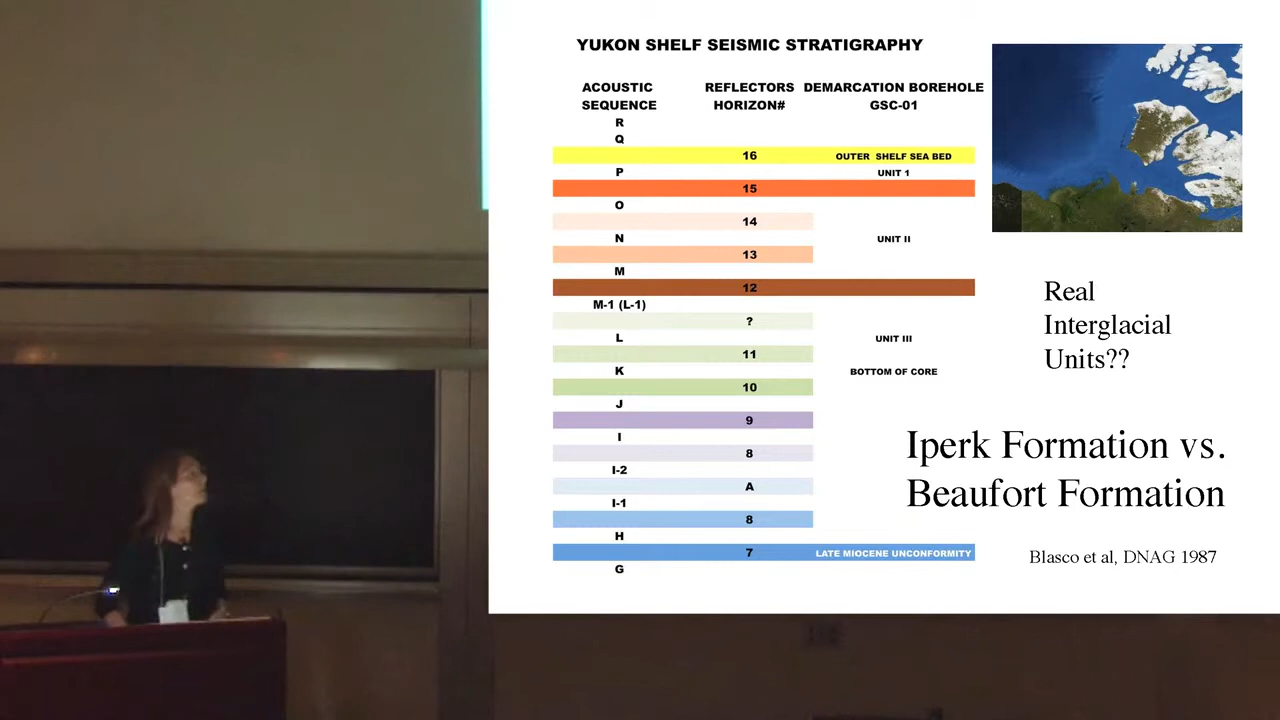 YUKON SHELF SEISMIC STRATIGRAPHY
ACOUSTIC REFLECTORS DEMARCATION BOREHOLE
SEQUENCE HORIZON# GSC-01
R
Q
16 OUTER SHELF SEA BED
P UNIT 1
15
O
14
N UNIT II
13
M
12
M-1 (L-1)
?
L UNIT III
11
K BOTTOM OF CORE
10
J
9
I
8
I-2
A
I-1
8
H
7 LATE MIOCENE UNCONFORMITY
G
Real
Interglacial
Units??
Iperk Formation vs.
Beaufort Formation
Blasco et al, DNAG 1987